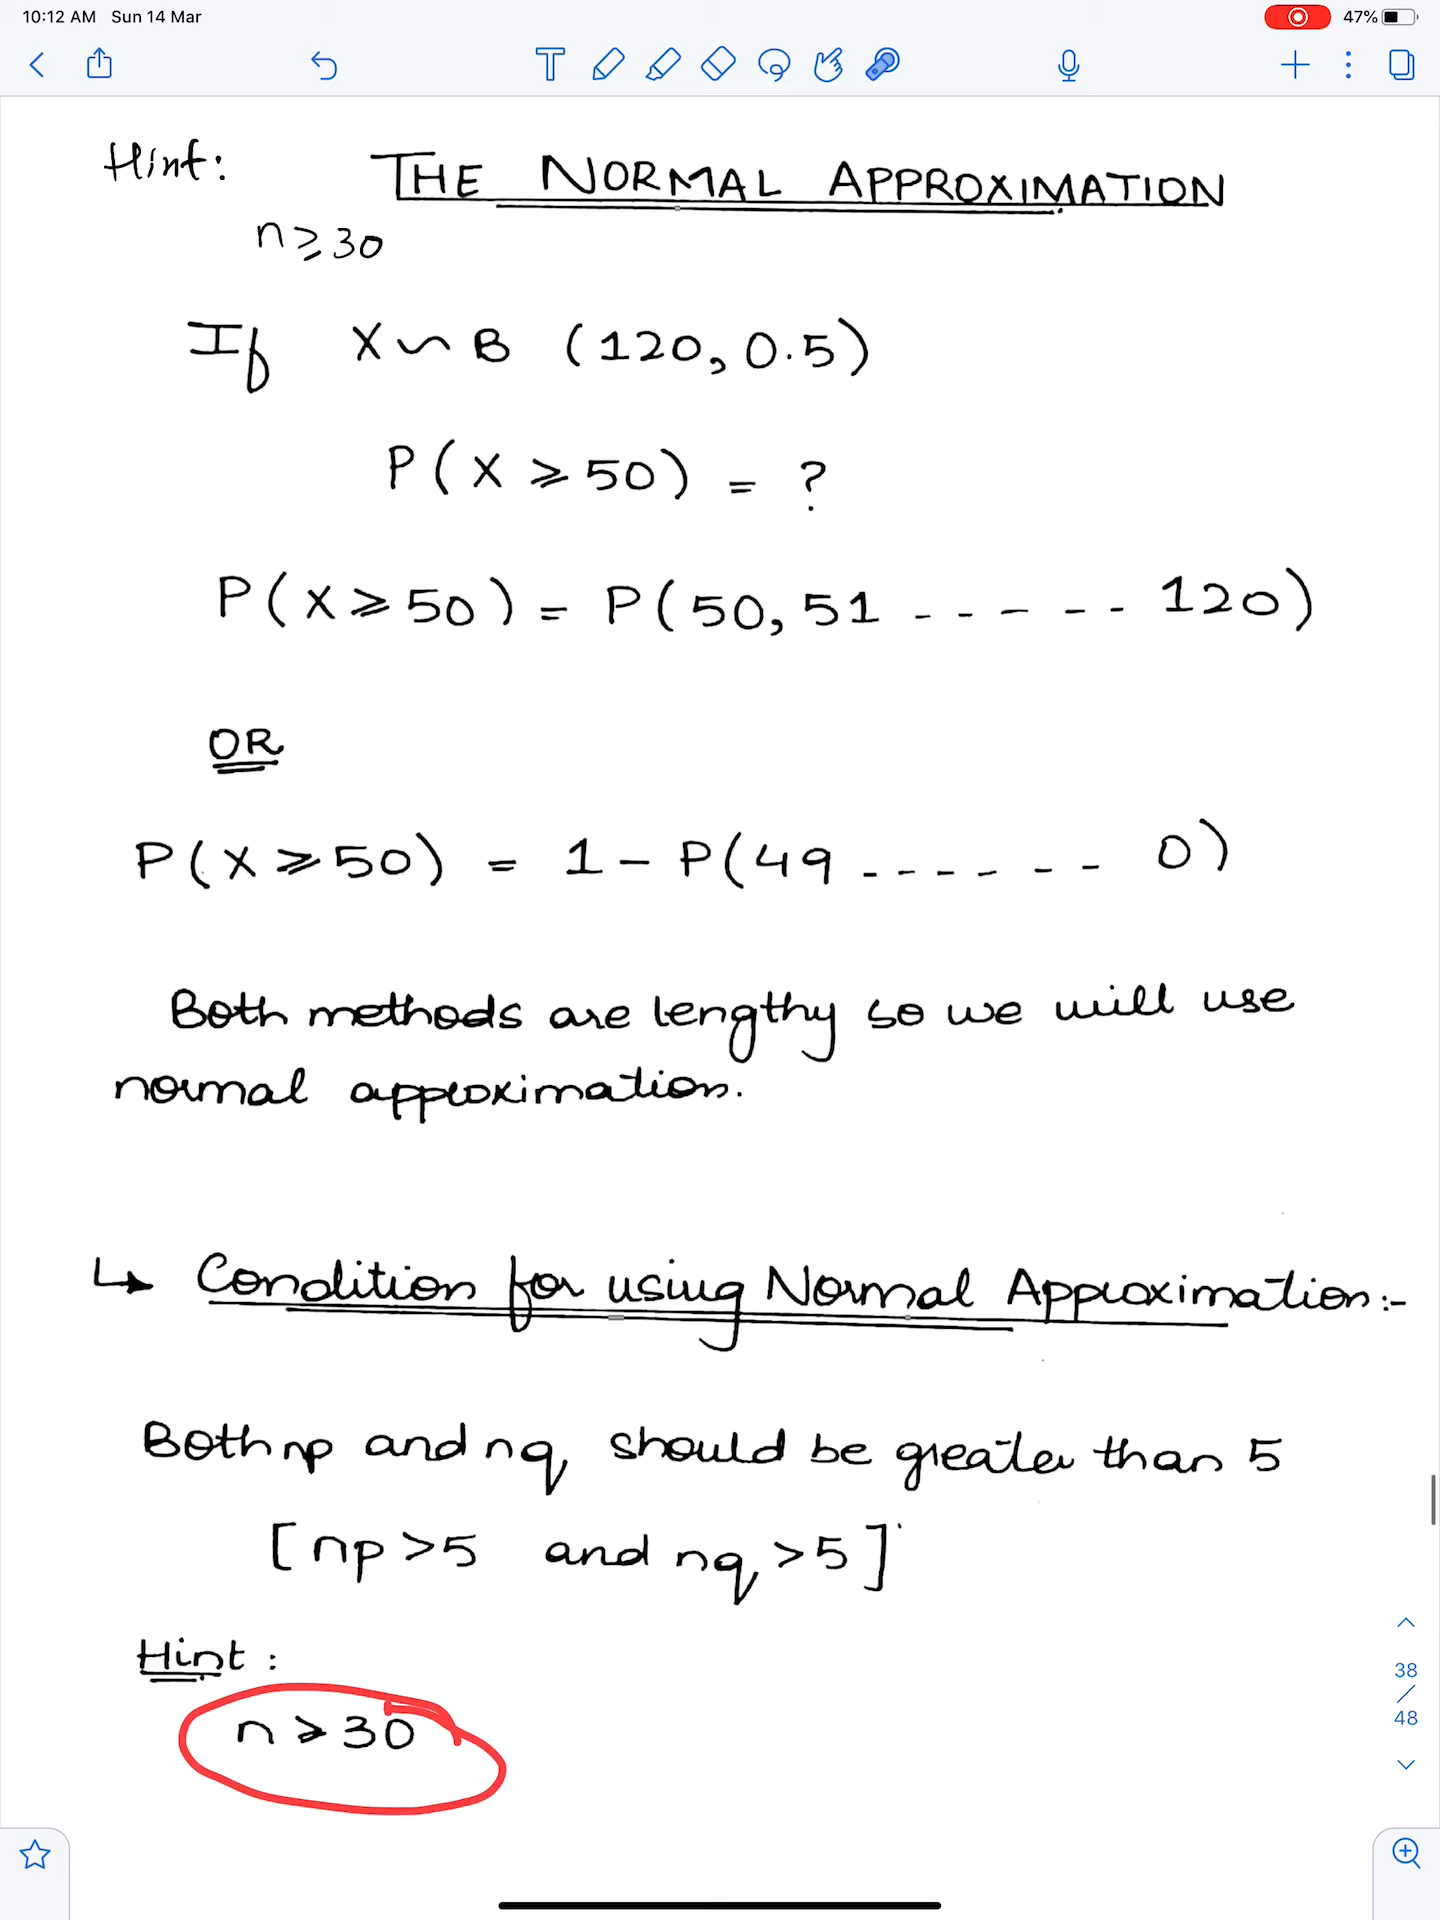 10:12 AM Sun 14 Mar
47%
Hint: THE NORMAL APPROXIMATION
n ⩾ 30
If X ~ B (120, 0.5)
P(X ⩾ 50) = ?
P(X ⩾ 50) = P(50, 51 - - - - - - 120)
OR
P(X ⩾ 50) = 1 - P(49 - - - - - - - 0)
Both methods are lengthy so we will use
normal approximation.
↳ Condition for using Normal Approximation:-
Both np and nq should be greater than 5
[np > 5 and nq > 5]
Hint:
n ⩾ 30
38
/
48